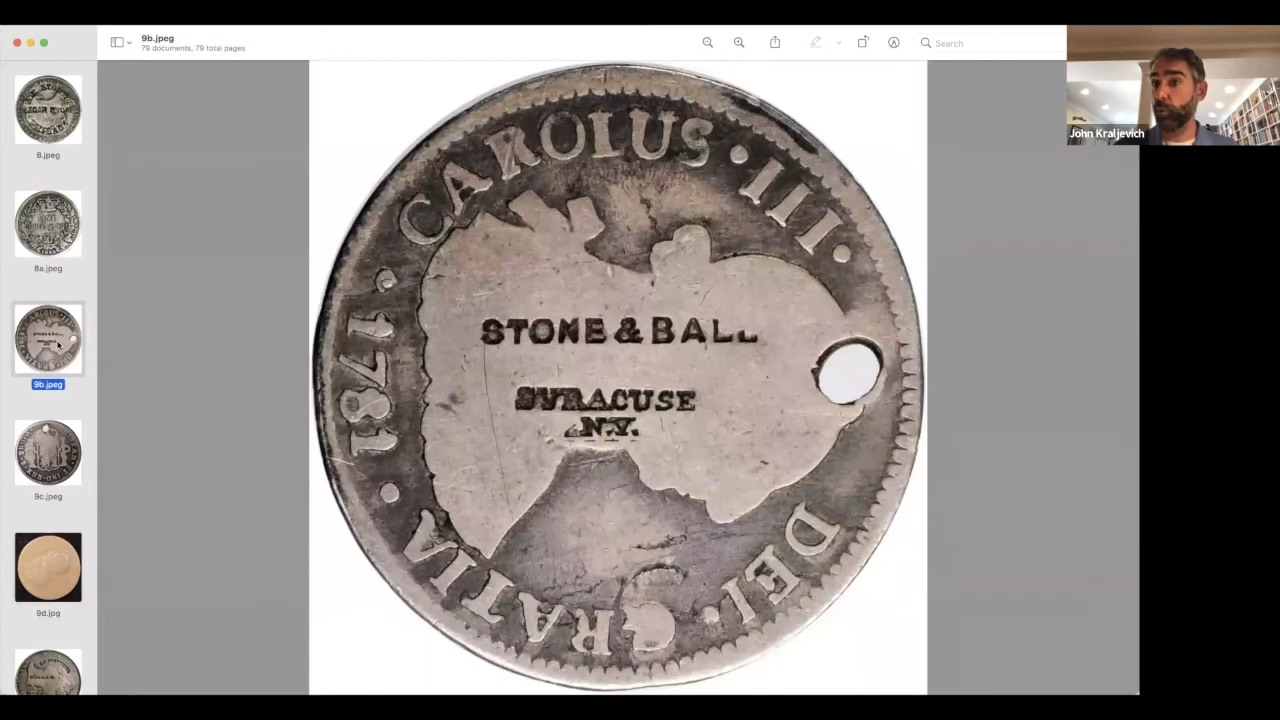 9b.jpeg
79 documents, 79 total pages
Search
John Kraljevich
8.jpeg
8a.jpeg
9b.jpeg
9c.jpeg
9d.jpg
1781 · CAROLUS · III · DEI · GRATIA ·
STONE & BALL
SYRACUSE
N.Y.